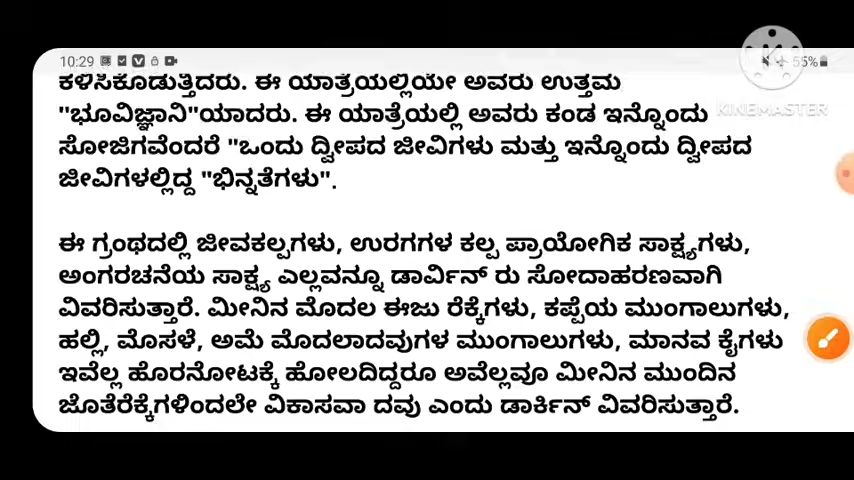 10:29
55%
KINEMASTER
ಕಳಿಸಿಕೊಡುತ್ತಿದರು. ಈ ಯಾತ್ರೆಯಲ್ಲಿಯೇ ಅವರು ಉತ್ತಮ
"ಭೂವಿಜ್ಞಾನಿ"ಯಾದರು. ಈ ಯಾತ್ರೆಯಲ್ಲಿ ಅವರು ಕಂಡ ಇನ್ನೊಂದು
ಸೋಜಿಗವೆಂದರೆ "ಒಂದು ದ್ವೀಪದ ಜೀವಿಗಳು ಮತ್ತು ಇನ್ನೊಂದು ದ್ವೀಪದ
ಜೀವಿಗಳಲ್ಲಿದ್ದ "ಭಿನ್ನತೆಗಳು".
ಈ ಗ್ರಂಥದಲ್ಲಿ ಜೀವಕಲ್ಪಗಳು, ಉರಗಗಳ ಕಲ್ಪ ಪ್ರಾಯೋಗಿಕ ಸಾಕ್ಷ್ಯಗಳು,
ಅಂಗರಚನೆಯ ಸಾಕ್ಷ್ಯ ಎಲ್ಲವನ್ನೂ ಡಾರ್ವಿನ್ ರು ಸೋದಾಹರಣವಾಗಿ
ವಿವರಿಸುತ್ತಾರೆ. ಮೀನಿನ ಮೊದಲ ಈಜು ರೆಕ್ಕೆಗಳು, ಕಪ್ಪೆಯ ಮುಂಗಾಲುಗಳು,
ಹಲ್ಲಿ, ಮೊಸಳೆ, ಅಮೆ ಮೊದಲಾದವುಗಳ ಮುಂಗಾಲುಗಳು, ಮಾನವ ಕೈಗಳು
ಇವೆಲ್ಲ ಹೊರನೋಟಕ್ಕೆ ಹೋಲದಿದ್ದರೂ ಅವೆಲ್ಲವೂ ಮೀನಿನ ಮುಂದಿನ
ಜೊತೆರೆಕ್ಕೆಗಳಿಂದಲೇ ವಿಕಾಸವಾ ದವು ಎಂದು ಡಾರ್ಕಿನ್ ವಿವರಿಸುತ್ತಾರೆ.